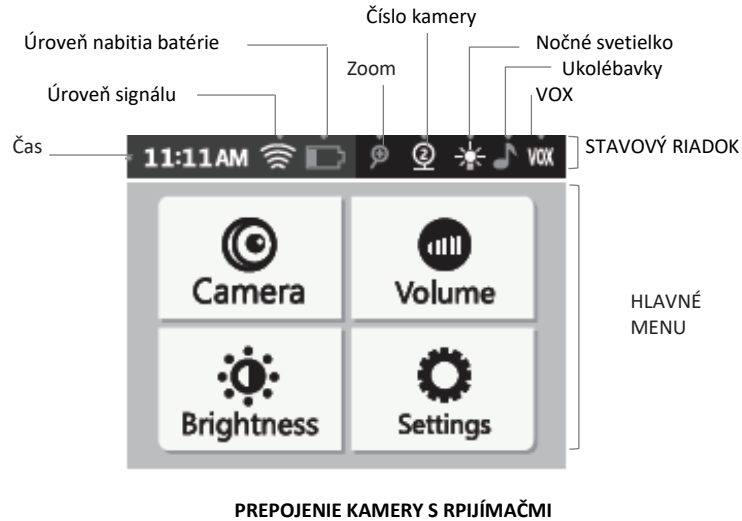 Číslo kamery
Úroveň nabitia batérie
Nočné svetielko
Zoom
Ukolébavky
Úroveň signálu
VOX
Čas
11:11AM
2
VOX
STAVOVÝ RIADOK
Camera
Volume
HLAVNÉ
MENU
Brightness
Settings
PREPOJENIE KAMERY S RPIJÍMAČMI